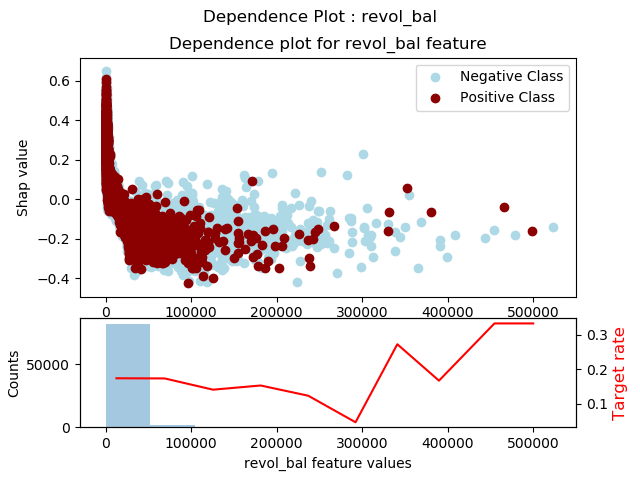 Dependence Plot : revol_bal
Dependence plot for revol_bal feature
Negative Class
Positive Class
Shap value
0.6
0.4
0.2
0.0
−0.2
−0.4
0 100000 200000 300000 400000 500000
Counts
50000
0
0.3
0.2
0.1
Target rate
0 100000 200000 300000 400000 500000
revol_bal feature values